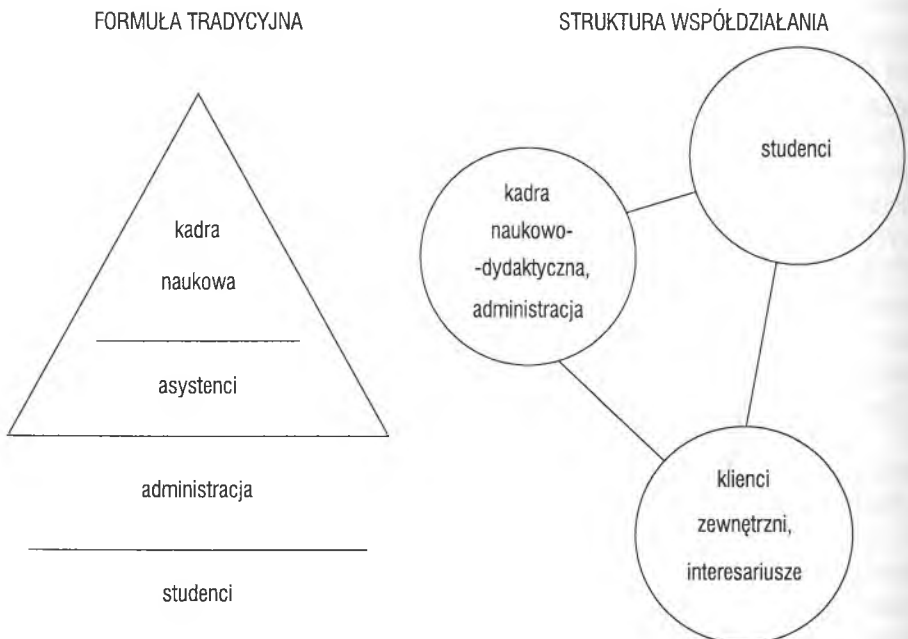 FORMUŁA TRADYCYJNA
kadra
naukowa
asystenci
administracja
studenci
STRUKTURA WSPÓŁDZIAŁANIA
studenci
kadra
naukowo-
-dydaktyczna,
administracja
klienci
zewnętrzni,
interesariusze